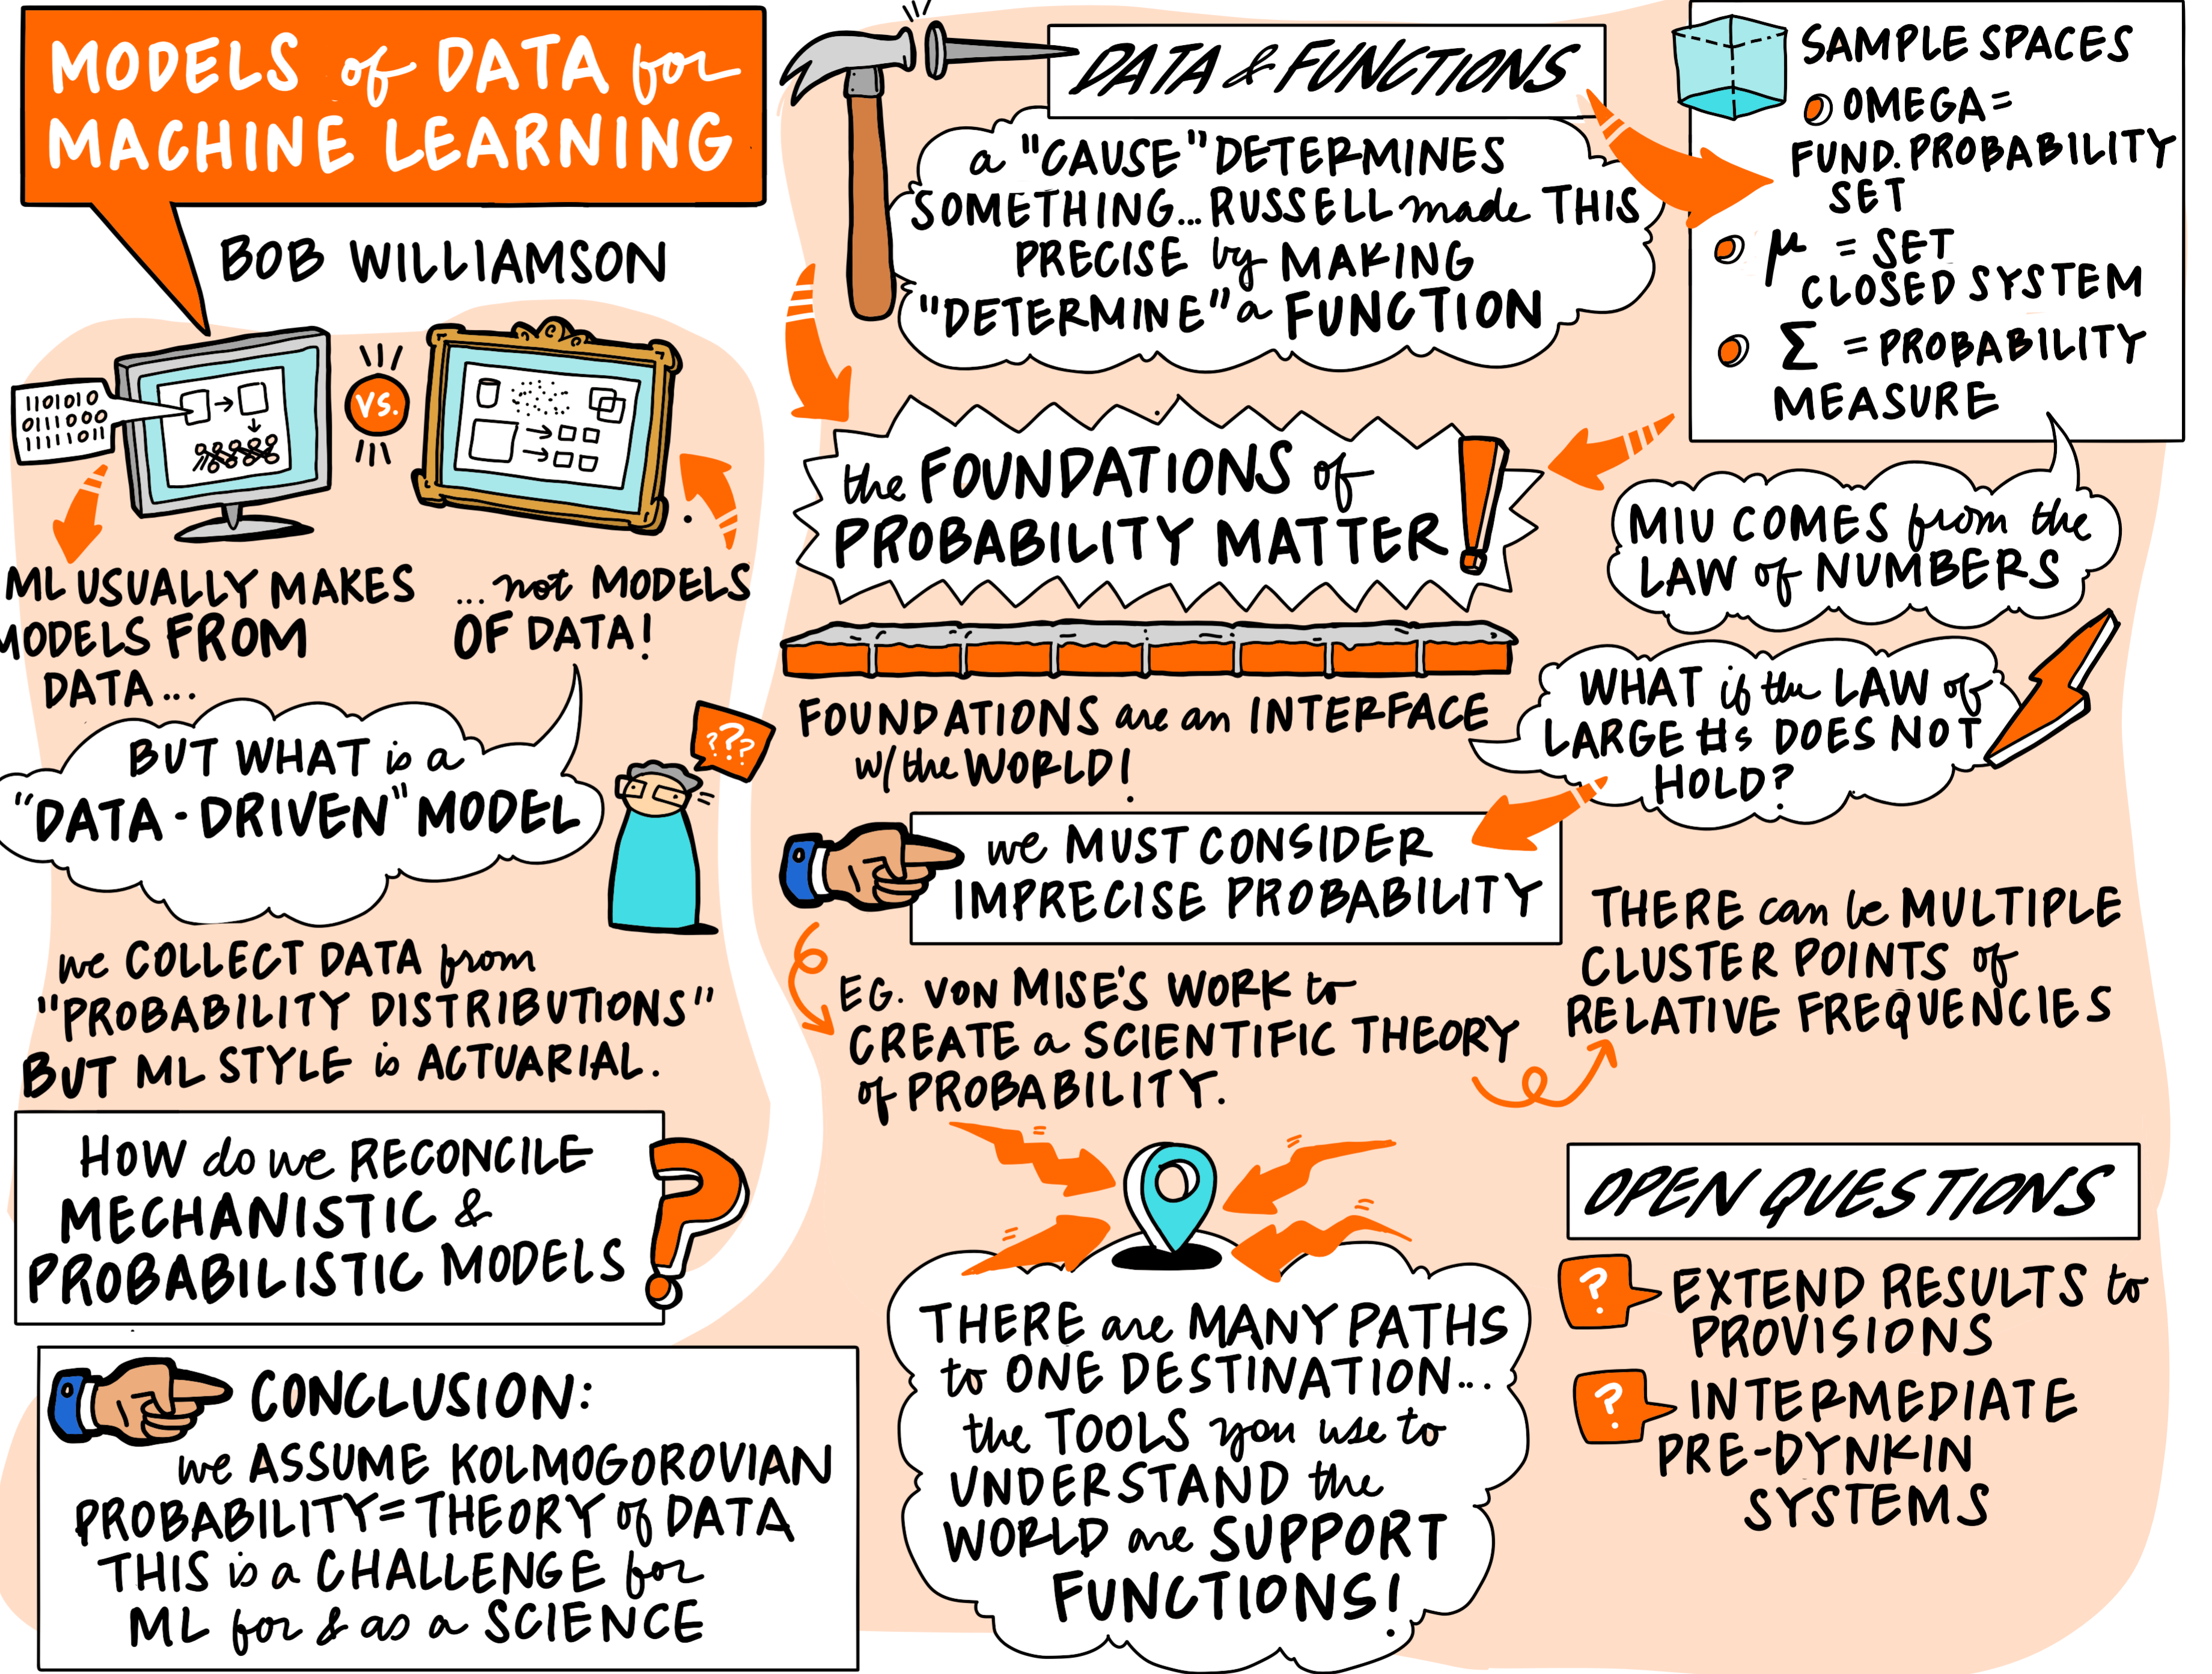 MODELS of DATA for
MACHINE LEARNING
BOB WILLIAMSON
1101010
0111000
11111011
VS.
ML USUALLY MAKES
MODELS FROM
DATA...
...not MODELS
OF DATA!
BUT WHAT is a
"DATA-DRIVEN" MODEL
???
we COLLECT DATA from
"PROBABILITY DISTRIBUTIONS"
BUT ML STYLE is ACTUARIAL.
HOW do we RECONCILE
MECHANISTIC &
PROBABILISTIC MODELS
?
CONCLUSION:
we ASSUME KOLMOGOROVIAN
PROBABILITY = THEORY of DATA
THIS is a CHALLENGE for
ML for & as a SCIENCE
DATA & FUNCTIONS
a "CAUSE" DETERMINES
SOMETHING... RUSSELL made THIS
PRECISE by MAKING
"DETERMINE" a FUNCTION
the FOUNDATIONS of
PROBABILITY MATTER!
FOUNDATIONS are an INTERFACE
w/ the WORLD!
we MUST CONSIDER
IMPRECISE PROBABILITY
EG. VON MISE'S WORK to
CREATE a SCIENTIFIC THEORY
of PROBABILITY.
THERE are MANY PATHS
to ONE DESTINATION...
the TOOLS you use to
UNDERSTAND the
WORLD are SUPPORT
FUNCTIONS!
SAMPLE SPACES
OMEGA =
FUND. PROBABILITY
SET
μ = SET
CLOSED SYSTEM
Σ = PROBABILITY
MEASURE
MIU COMES from the
LAW of NUMBERS
WHAT if the LAW of
LARGE #s DOES NOT
HOLD?
THERE can be MULTIPLE
CLUSTER POINTS of
RELATIVE FREQUENCIES
OPEN QUESTIONS
? EXTEND RESULTS to
PROVISIONS
? INTERMEDIATE
PRE-DYNKIN
SYSTEMS